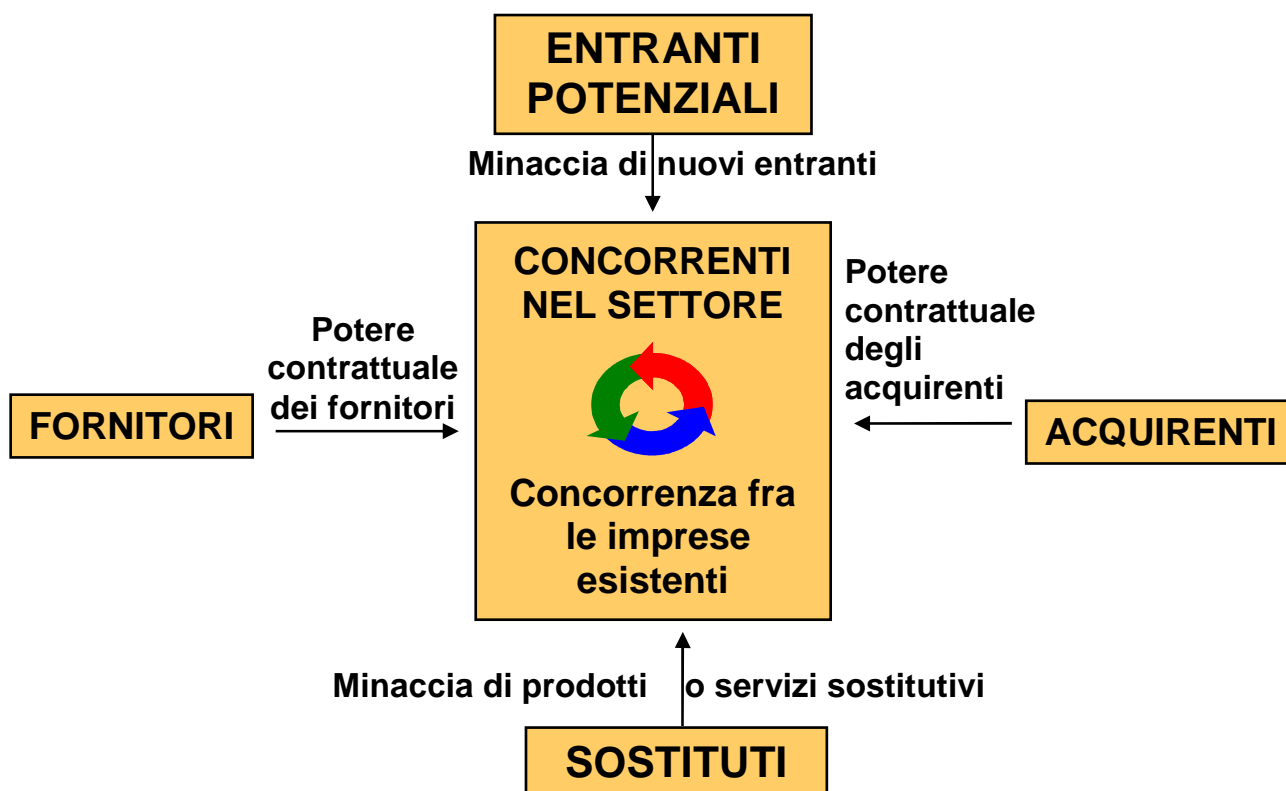 ENTRANTI
POTENZIALI
Minaccia di nuovi entranti
CONCORRENTI
NEL SETTORE
Potere
contrattuale
degli
acquirenti
Potere
contrattuale
dei fornitori
FORNITORI
ACQUIRENTI
Concorrenza fra
le imprese
esistenti
Minaccia di prodotti o servizi sostitutivi
SOSTITUTI